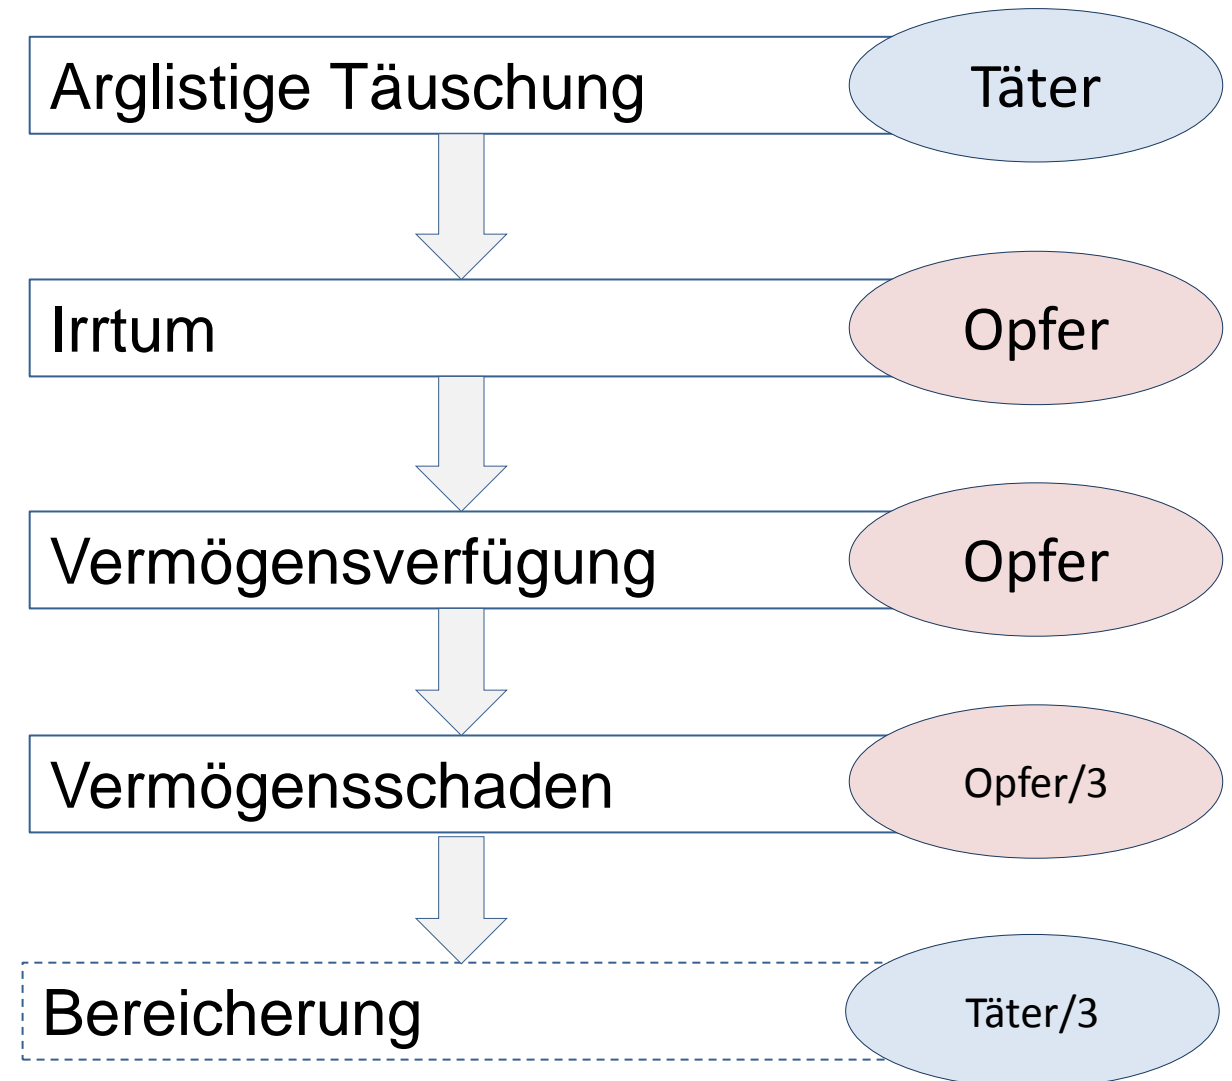 Arglistige Täuschung
Täter
Irrtum
Opfer
Vermögensverfügung
Opfer
Vermögensschaden
Opfer/3
Bereicherung
Täter/3